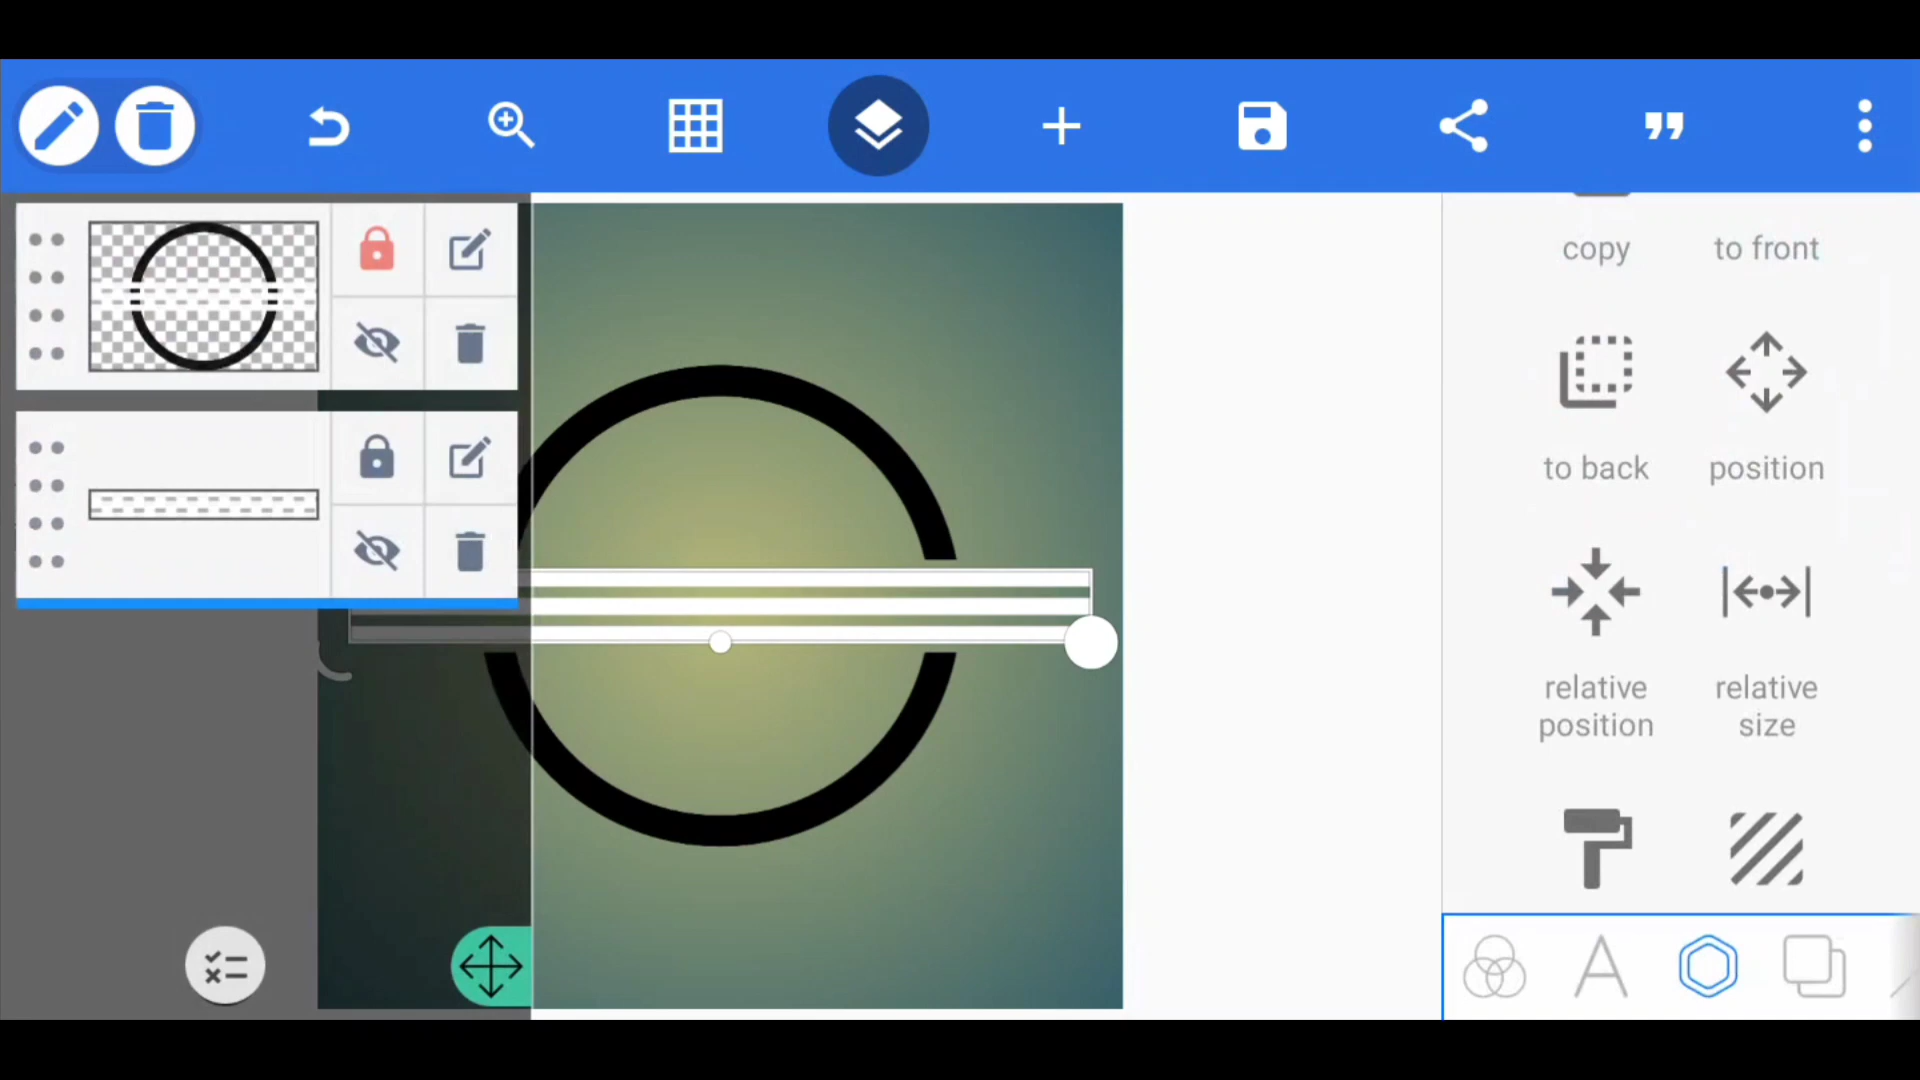 copy
to front
to back
position
relative
position
relative
size